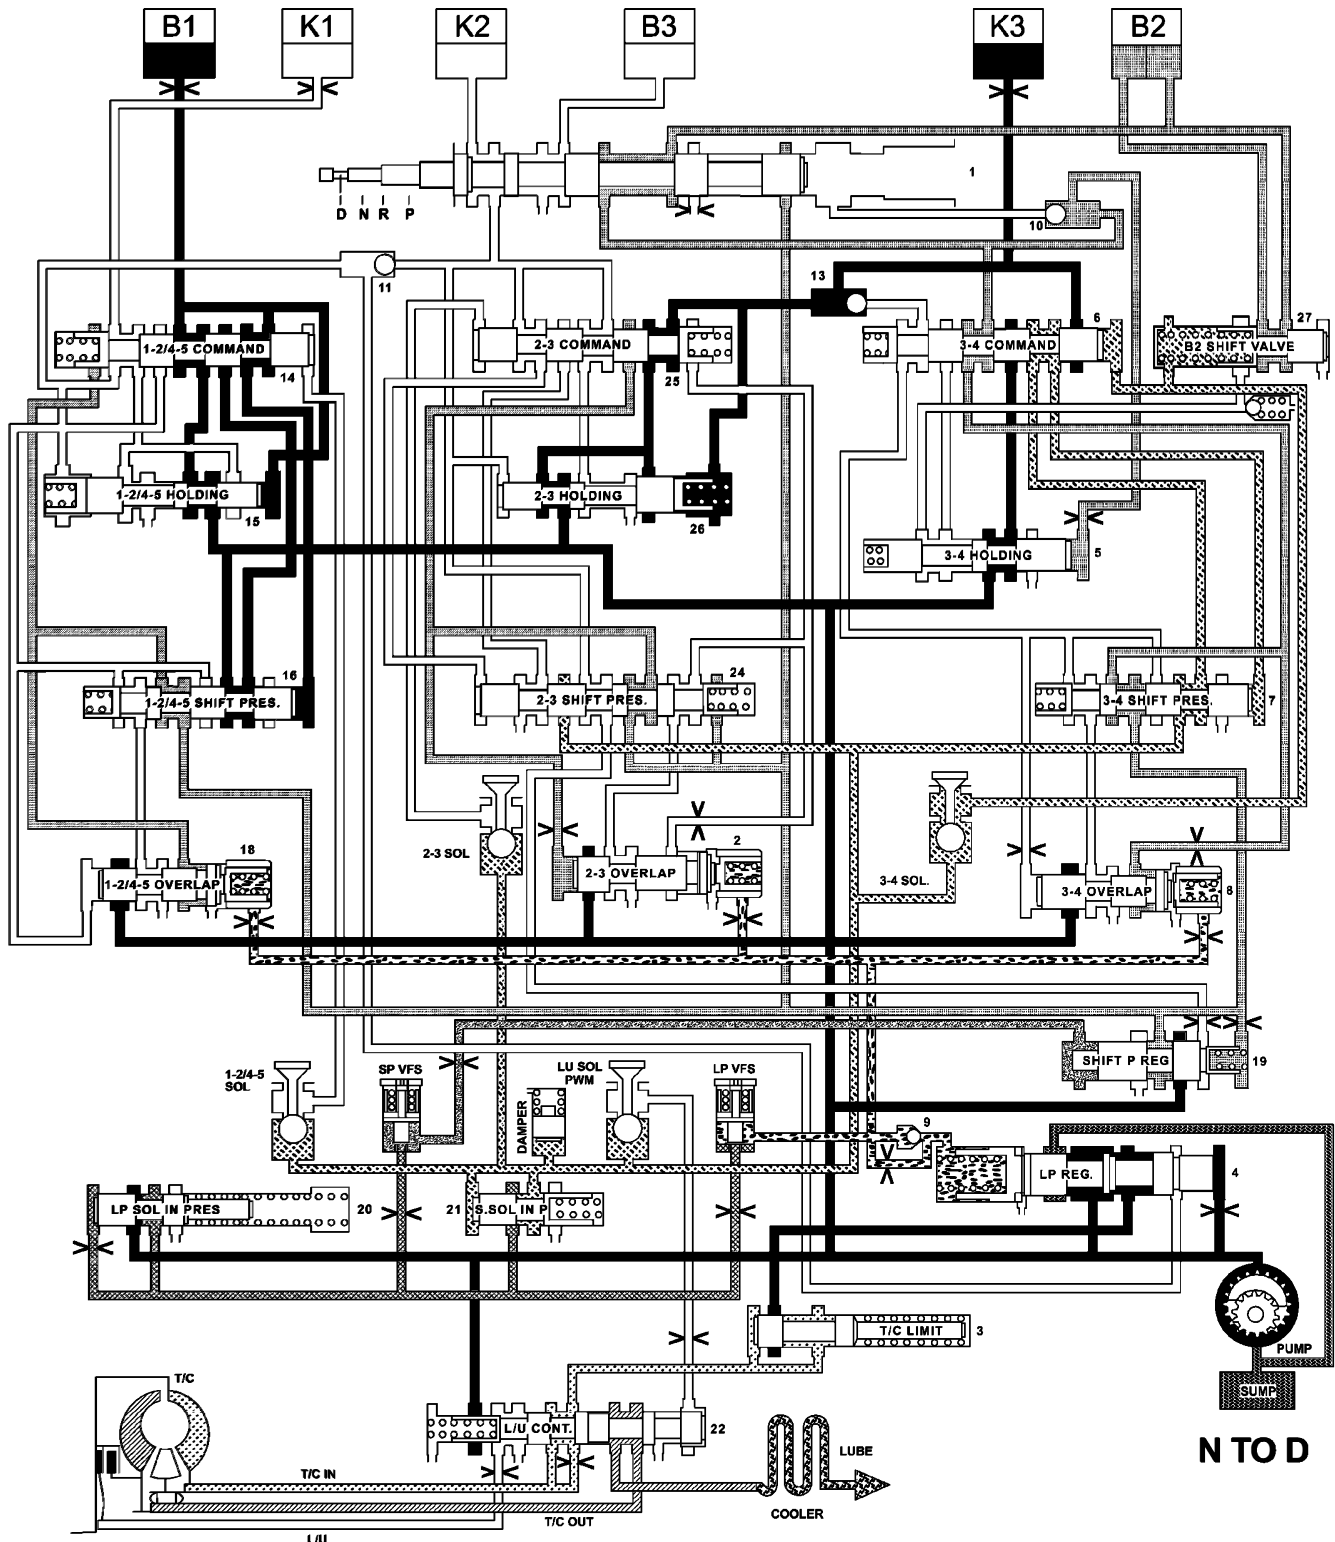 B1
K1
K2
B3
K3
B2
1
D N R P
10
11
13
6
27
1-2/4-5 COMMAND
2-3 COMMAND
3-4 COMMAND
B2 SHIFT VALVE
14
25
1-2/4-5 HOLDING
2-3 HOLDING
15
26
3-4 HOLDING
5
16
24
1-2/4-5 SHIFT PRES.
2-3 SHIFT PRES.
3-4 SHIFT PRES.
7
2-3 SOL
18
2
1-2/4-5 OVERLAP
2-3 OVERLAP
3-4 SOL.
3-4 OVERLAP
8
SHIFT P REG
19
1-2/4-5
SOL
SP VFS
LU SOL
PWM
LP VFS
DAMPER
9
LP REG.
4
LP SOL IN PRES
20
21
S.SOL IN P
T/C LIMIT
3
PUMP
SUMP
T/C
L/U CONT.
22
LUBE
N TO D
T/C IN
COOLER
T/C OUT
L/U